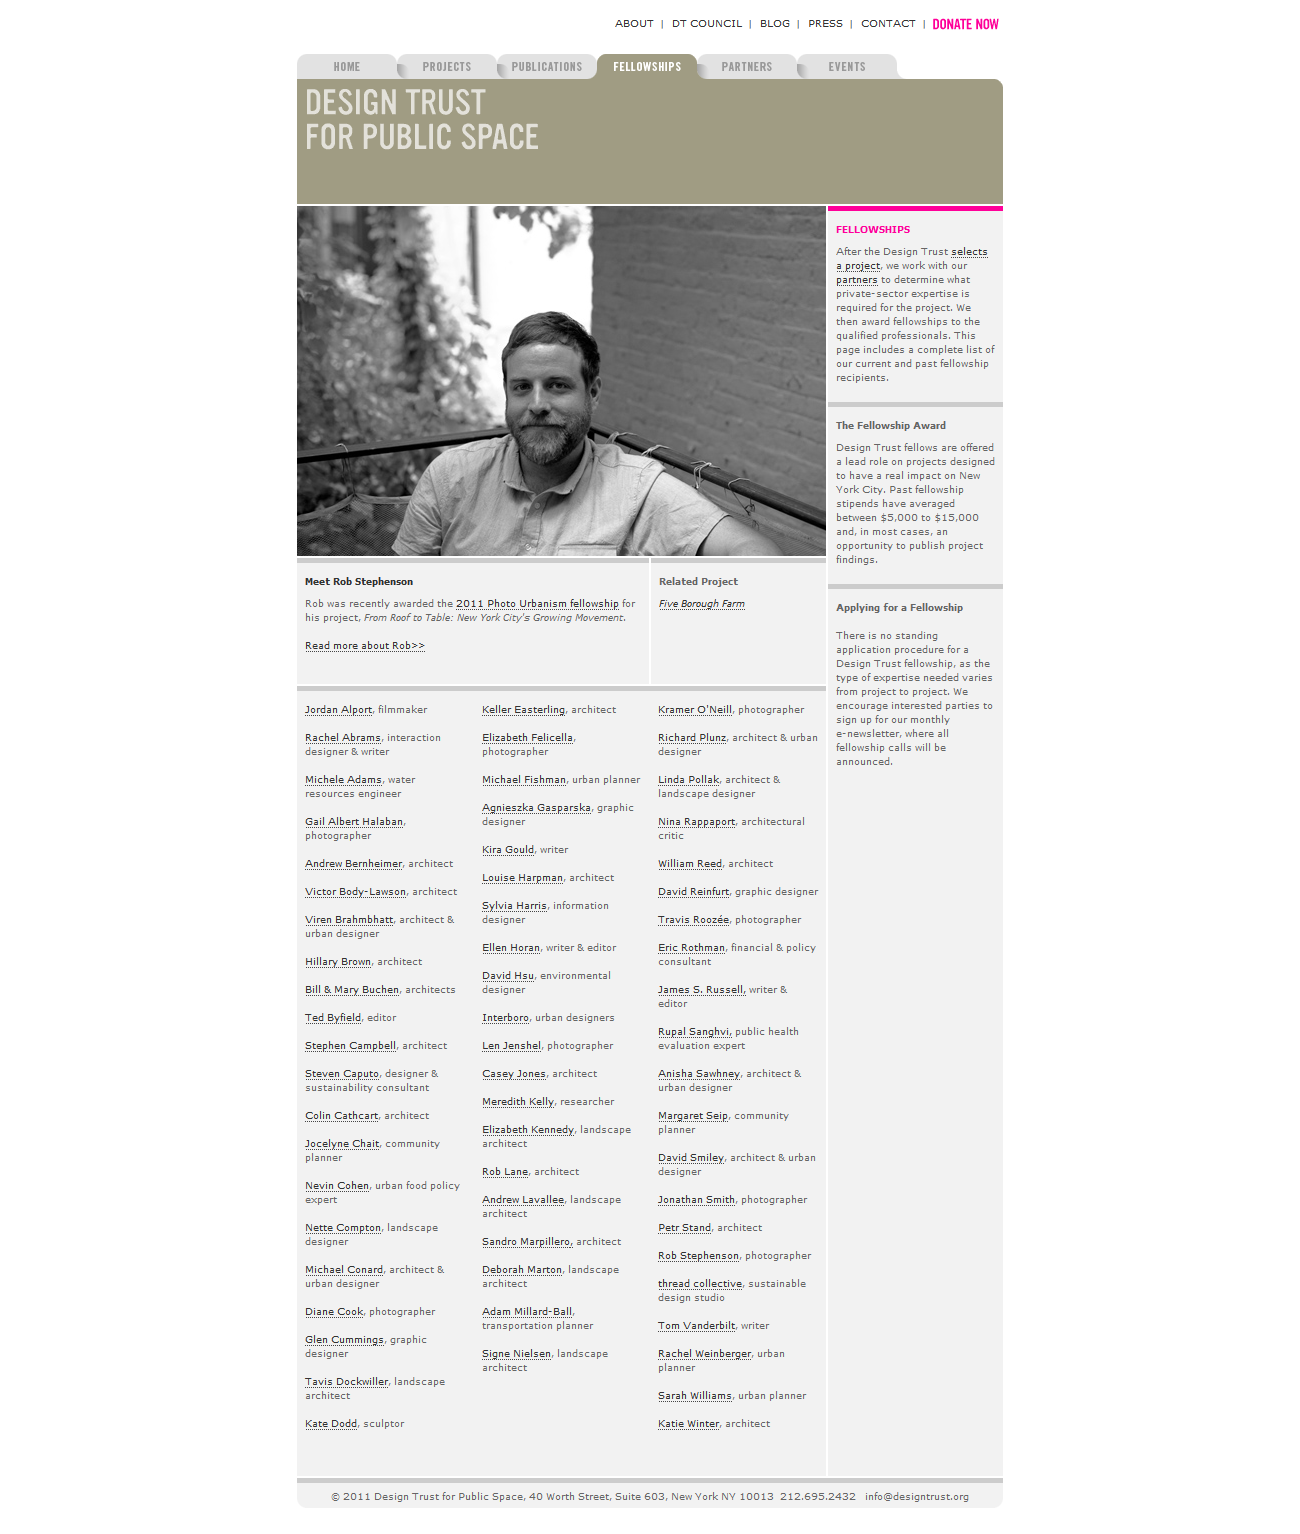 ABOUT | DT COUNCIL | BLOG | PRESS | CONTACT | DONATE NOW
HOME PROJECTS PUBLICATIONS FELLOWSHIPS PARTNERS EVENTS
DESIGN TRUST
FOR PUBLIC SPACE
FELLOWSHIPS
After the Design Trust selects
a project, we work with our
partners to determine what
private-sector expertise is
required for the project. We
then award fellowships to the
qualified professionals. This
page includes a complete list of
our current and past fellowship
recipients.
The Fellowship Award
Design Trust fellows are offered
a lead role on projects designed
to have a real impact on New
York City. Past fellowship
stipends have averaged
between $5,000 to $15,000
and, in most cases, an
opportunity to publish project
findings.
Applying for a Fellowship
There is no standing
application procedure for a
Design Trust fellowship, as the
type of expertise needed varies
from project to project. We
encourage interested parties to
sign up for our monthly
e-newsletter, where all
fellowship calls will be
announced.
Meet Rob Stephenson
Rob was recently awarded the 2011 Photo Urbanism fellowship for
his project, From Roof to Table: New York City's Growing Movement.
Read more about Rob>>
Related Project
Five Borough Farm
Jordan Alport, filmmaker
Rachel Abrams, interaction
designer & writer
Michele Adams, water
resources engineer
Gail Albert Halaban,
photographer
Andrew Bernheimer, architect
Victor Body-Lawson, architect
Viren Brahmbhatt, architect &
urban designer
Hillary Brown, architect
Bill & Mary Buchen, architects
Ted Byfield, editor
Stephen Campbell, architect
Steven Caputo, designer &
sustainability consultant
Colin Cathcart, architect
Jocelyne Chait, community
planner
Nevin Cohen, urban food policy
expert
Nette Compton, landscape
designer
Michael Conard, architect &
urban designer
Diane Cook, photographer
Glen Cummings, graphic
designer
Tavis Dockwiller, landscape
architect
Kate Dodd, sculptor
Keller Easterling, architect
Elizabeth Felicella,
photographer
Michael Fishman, urban planner
Agnieszka Gasparska, graphic
designer
Kira Gould, writer
Louise Harpman, architect
Sylvia Harris, information
designer
Ellen Horan, writer & editor
David Hsu, environmental
designer
Interboro, urban designers
Len Jenshel, photographer
Casey Jones, architect
Meredith Kelly, researcher
Elizabeth Kennedy, landscape
architect
Rob Lane, architect
Andrew Lavallee, landscape
architect
Sandro Marpillero, architect
Deborah Marton, landscape
architect
Adam Millard-Ball,
transportation planner
Signe Nielsen, landscape
architect
Kramer O'Neill, photographer
Richard Plunz, architect & urban
designer
Linda Pollak, architect &
landscape designer
Nina Rappaport, architectural
critic
William Reed, architect
David Reinfurt, graphic designer
Travis Roozée, photographer
Eric Rothman, financial & policy
consultant
James S. Russell, writer &
editor
Rupal Sanghvi, public health
evaluation expert
Anisha Sawhney, architect &
urban designer
Margaret Seip, community
planner
David Smiley, architect & urban
designer
Jonathan Smith, photographer
Petr Stand, architect
Rob Stephenson, photographer
thread collective, sustainable
design studio
Tom Vanderbilt, writer
Rachel Weinberger, urban
planner
Sarah Williams, urban planner
Katie Winter, architect
© 2011 Design Trust for Public Space, 40 Worth Street, Suite 603, New York NY 10013 212.695.2432 info@designtrust.org